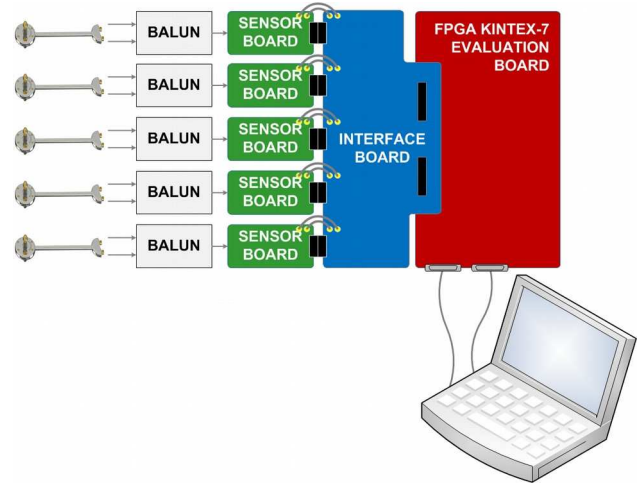 BALUN
SENSOR
BOARD
BALUN
SENSOR
BOARD
BALUN
SENSOR
BOARD
BALUN
SENSOR
BOARD
BALUN
SENSOR
BOARD
INTERFACE
BOARD
FPGA KINTEX-7
EVALUATION
BOARD